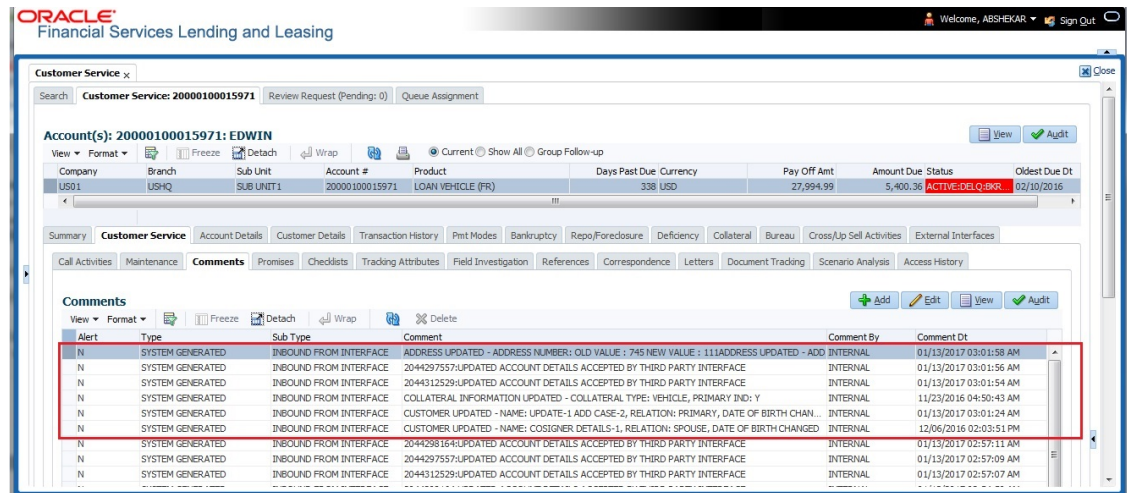 ORACLE® Welcome, ABSHEKAR Sign Out
Financial Services Lending and Leasing
Customer Service x Close
Search Customer Service: 20000100015971 Review Request (Pending: 0) Queue Assignment
Account(s): 20000100015971: EDWIN View Audit
View Format Freeze Detach Wrap Current Show All Group Follow-up
Company Branch Sub Unit Account # Product Days Past Due Currency Pay Off Amt Amount Due Status Oldest Due Dt
US01 USHQ SUB UNIT1 20000100015971 LOAN VEHICLE (FR) 338 USD 27,994.99 5,400.36 ACTIVE:DELQ:BKR... 02/10/2016
Summary Customer Service Account Details Customer Details Transaction History Pmt Modes Bankruptcy Repo/Foreclosure Deficiency Collateral Bureau Cross/Up Sell Activities External Interfaces
Call Activities Maintenance Comments Promises Checklists Tracking Attributes Field Investigation References Correspondence Letters Document Tracking Scenario Analysis Access History
Comments Add Edit View Audit
View Format Freeze Detach Wrap Delete
Alert Type Sub Type Comment Comment By Comment Dt
N SYSTEM GENERATED INBOUND FROM INTERFACE ADDRESS UPDATED - ADDRESS NUMBER: OLD VALUE : 745 NEW VALUE : 111ADDRESS UPDATED - ADD INTERNAL 01/13/2017 03:01:58 AM
N SYSTEM GENERATED INBOUND FROM INTERFACE 2044297557:UPDATED ACCOUNT DETAILS ACCEPTED BY THIRD PARTY INTERFACE INTERNAL 01/13/2017 03:01:56 AM
N SYSTEM GENERATED INBOUND FROM INTERFACE 2044312529:UPDATED ACCOUNT DETAILS ACCEPTED BY THIRD PARTY INTERFACE INTERNAL 01/13/2017 03:01:54 AM
N SYSTEM GENERATED INBOUND FROM INTERFACE COLLATERAL INFORMATION UPDATED - COLLATERAL TYPE: VEHICLE, PRIMARY IND: Y INTERNAL 11/23/2016 04:50:43 AM
N SYSTEM GENERATED INBOUND FROM INTERFACE CUSTOMER UPDATED - NAME: UPDATE-1 ADD CASE-2, RELATION: PRIMARY, DATE OF BIRTH CHAN... INTERNAL 01/13/2017 03:01:24 AM
N SYSTEM GENERATED INBOUND FROM INTERFACE CUSTOMER UPDATED - NAME: COSIGNER DETAILS-1, RELATION: SPOUSE, DATE OF BIRTH CHANGED INTERNAL 12/06/2016 02:03:51 PM
N SYSTEM GENERATED INBOUND FROM INTERFACE 2044298164:UPDATED ACCOUNT DETAILS ACCEPTED BY THIRD PARTY INTERFACE INTERNAL 01/13/2017 02:57:11 AM
N SYSTEM GENERATED INBOUND FROM INTERFACE 2044297557:UPDATED ACCOUNT DETAILS ACCEPTED BY THIRD PARTY INTERFACE INTERNAL 01/13/2017 02:57:09 AM
N SYSTEM GENERATED INBOUND FROM INTERFACE 2044312529:UPDATED ACCOUNT DETAILS ACCEPTED BY THIRD PARTY INTERFACE INTERNAL 01/13/2017 02:57:07 AM